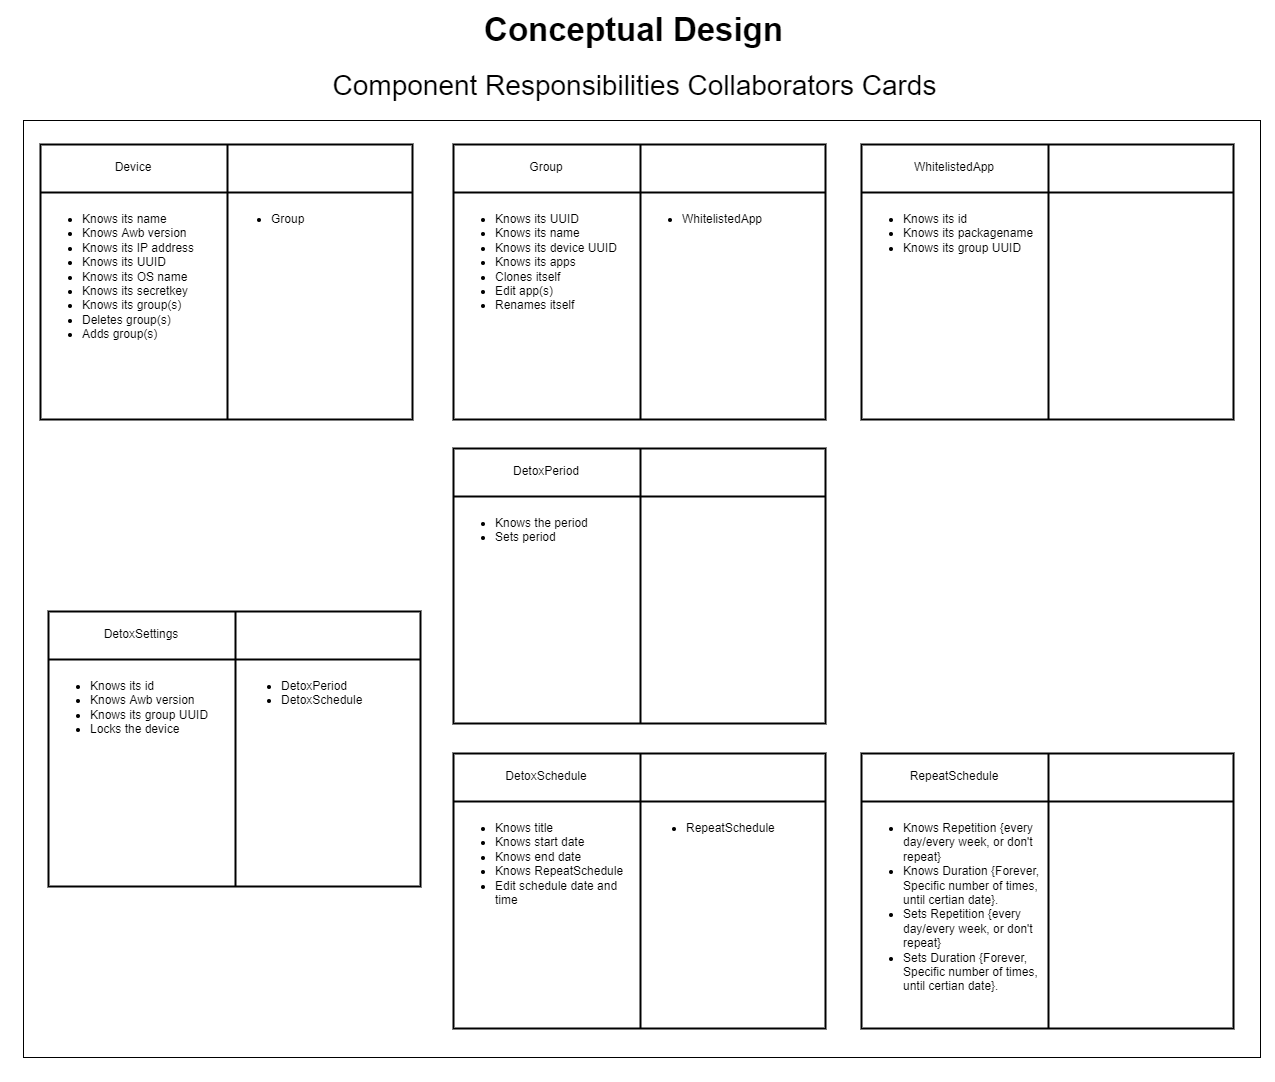 Conceptual Design
Component Responsibilities Collaborators Cards
Device
Knows its name
Knows Awb version
Knows its IP address
Knows its UUID
Knows its OS name
Knows its secretkey
Knows its group(s)
Deletes group(s)
Adds group(s)
Group
Group
Knows its UUID
Knows its name
Knows its device UUID
Knows its apps
Clones itself
Edit app(s)
Renames itself
WhitelistedApp
WhitelistedApp
Knows its id
Knows its packagename
Knows its group UUID
DetoxPeriod
Knows the period
Sets period
DetoxSettings
Knows its id
Knows Awb version
Knows its group UUID
Locks the device
DetoxPeriod
DetoxSchedule
DetoxSchedule
Knows title
Knows start date
Knows end date
Knows RepeatSchedule
Edit schedule date and
time
RepeatSchedule
RepeatSchedule
Knows Repetition {every
day/every week, or don't
repeat}
Knows Duration {Forever,
Specific number of times,
until certian date}.
Sets Repetition {every
day/every week, or don't
repeat}
Sets Duration {Forever,
Specific number of times,
until certian date}.